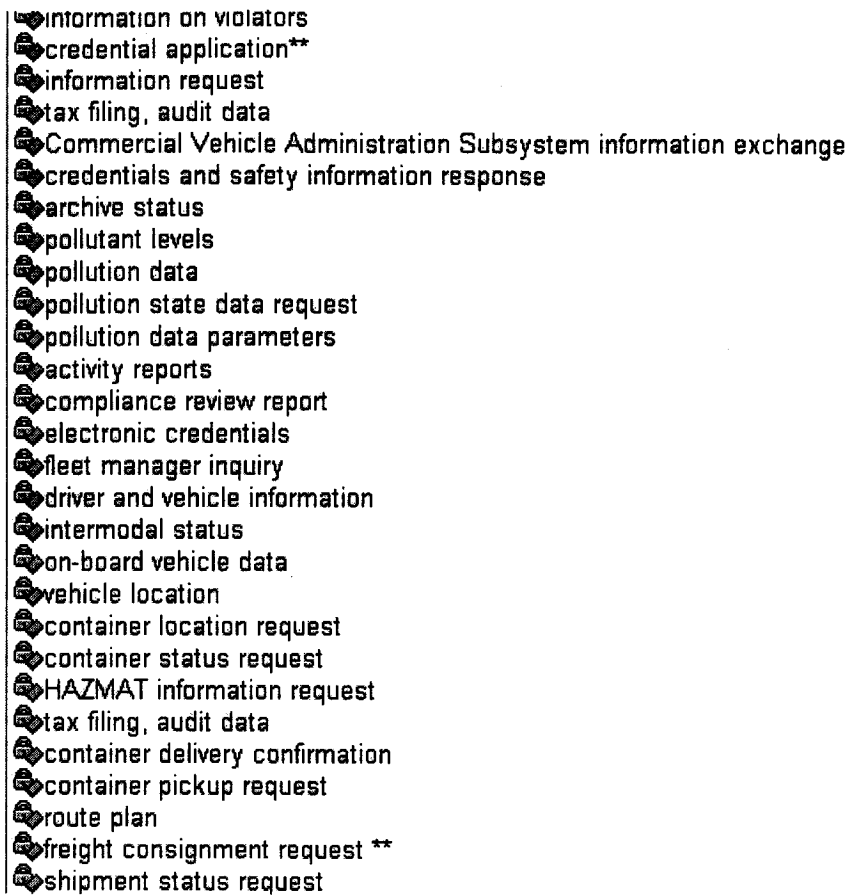 information on violators
credential application**
information request
tax filing, audit data
Commercial Vehicle Administration Subsystem information exchange
credentials and safety information response
archive status
pollutant levels
pollution data
pollution state data request
pollution data parameters
activity reports
compliance review report
electronic credentials
fleet manager inquiry
driver and vehicle information
intermodal status
on-board vehicle data
vehicle location
container location request
container status request
HAZMAT information request
tax filing, audit data
container delivery confirmation
container pickup request
route plan
freight consignment request **
shipment status request